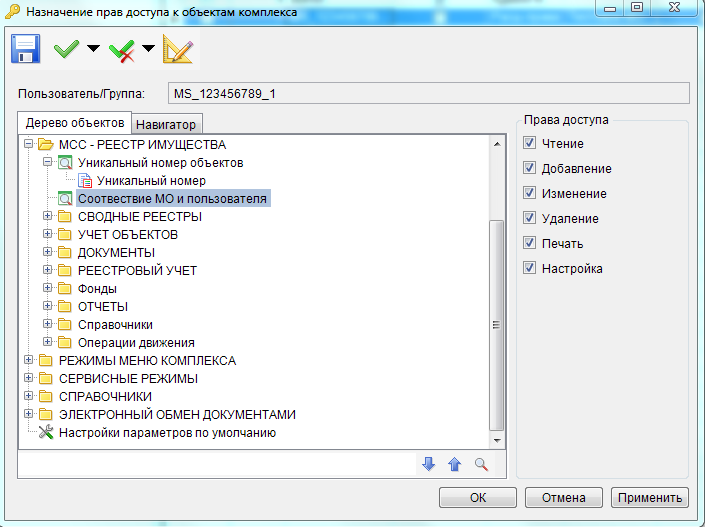 Назначение прав доступа к объектам комплекса
Пользователь/Группа: MS_123456789_1
Дерево объектов Навигатор
МСС - РЕЕСТР ИМУЩЕСТВА
Уникальный номер объектов
Уникальный номер
Соотвествие МО и пользователя
СВОДНЫЕ РЕЕСТРЫ
УЧЕТ ОБЪЕКТОВ
ДОКУМЕНТЫ
РЕЕСТРОВЫЙ УЧЕТ
Фонды
ОТЧЕТЫ
Справочники
Операции движения
РЕЖИМЫ МЕНЮ КОМПЛЕКСА
СЕРВИСНЫЕ РЕЖИМЫ
СПРАВОЧНИКИ
ЭЛЕКТРОННЫЙ ОБМЕН ДОКУМЕНТАМИ
Настройки параметров по умолчанию
Права доступа
Чтение
Добавление
Изменение
Удаление
Печать
Настройка
ОК Отмена Применить